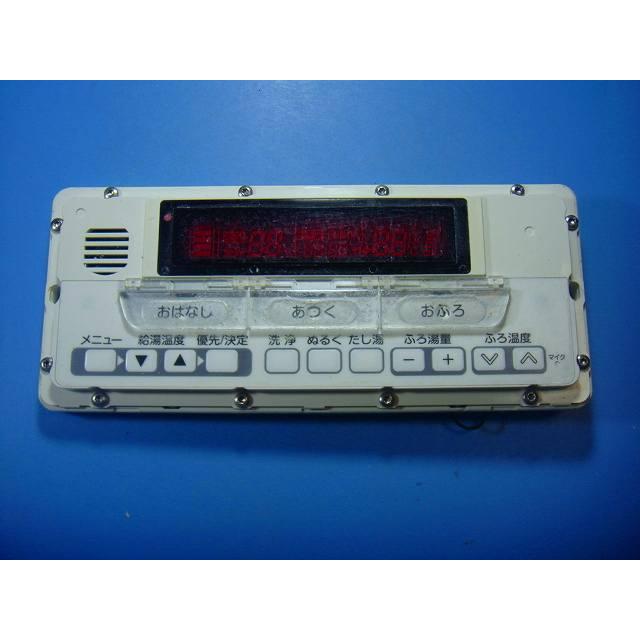 おはなし あつく おふろ
メニュー 給湯温度 優先/決定 洗浄 ぬるく たし湯 ふろ湯量 ふろ温度
▼ ▲ − + マイク